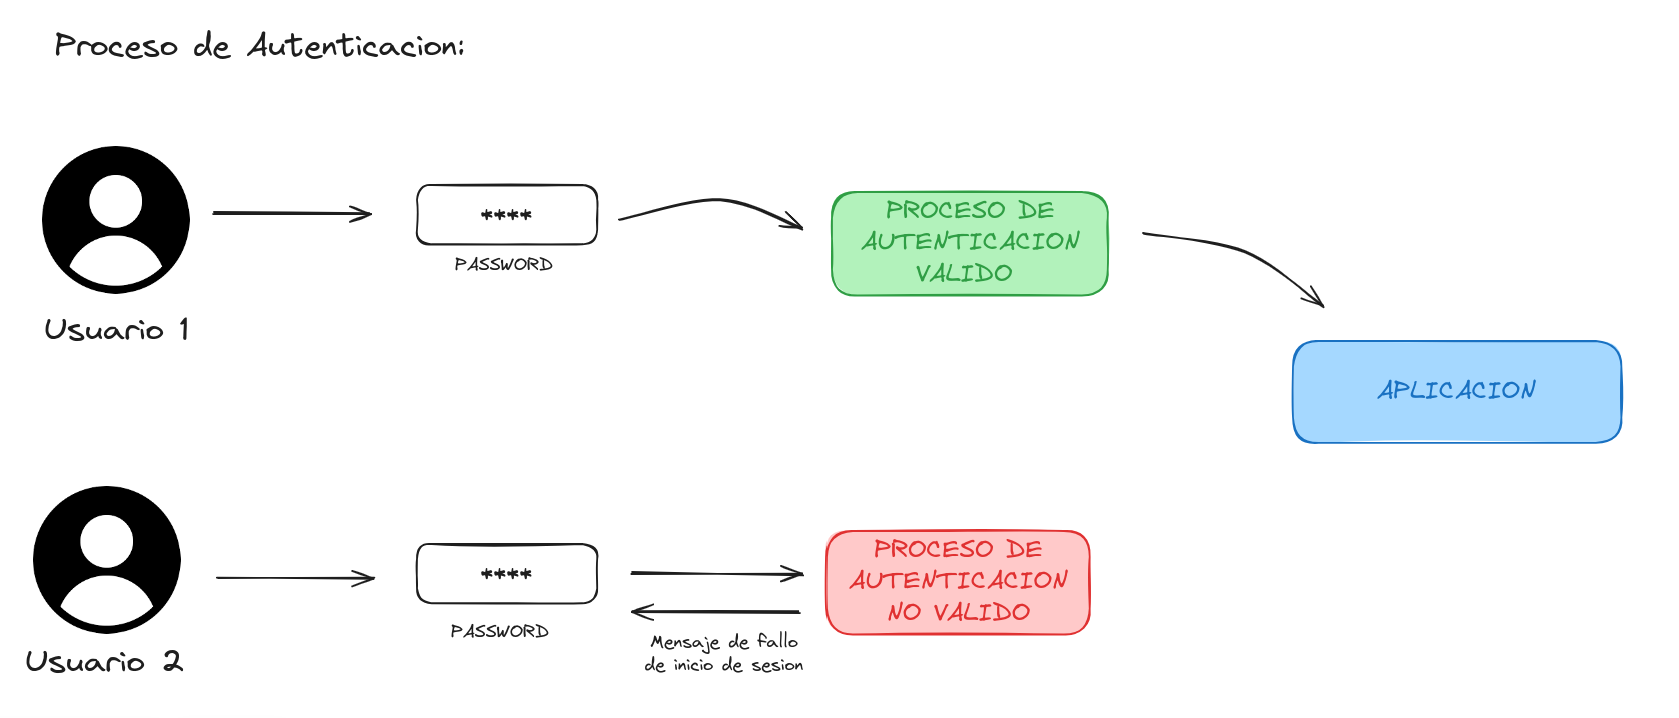 Proceso de Autenticacion:
****
PASSWORD
Usuario 1
PROCESO DE
AUTENTICACION
VALIDO
APLICACION
****
PASSWORD
Usuario 2
Mensaje de fallo
de inicio de sesion
PROCESO DE
AUTENTICACION
NO VALIDO